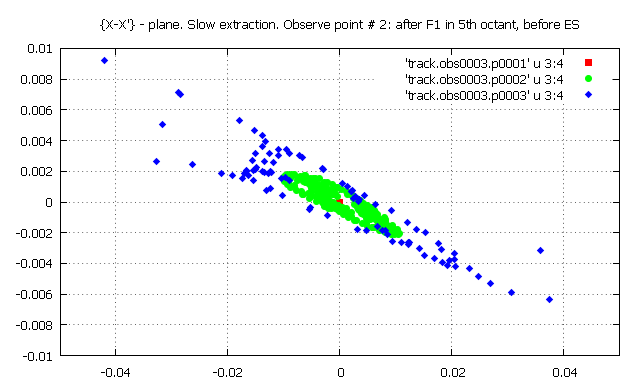 {X-X'} - plane. Slow extraction. Observe point # 2: after F1 in 5th octant, before ES
0.01
'track.obs0003.p0001' u 3:4
0.008
'track.obs0003.p0002' u 3:4
0.006
'track.obs0003.p0003' u 3:4
0.004
0.002
0
-0.002
-0.004
-0.006
-0.008
-0.01
-0.04 -0.02 0 0.02 0.04